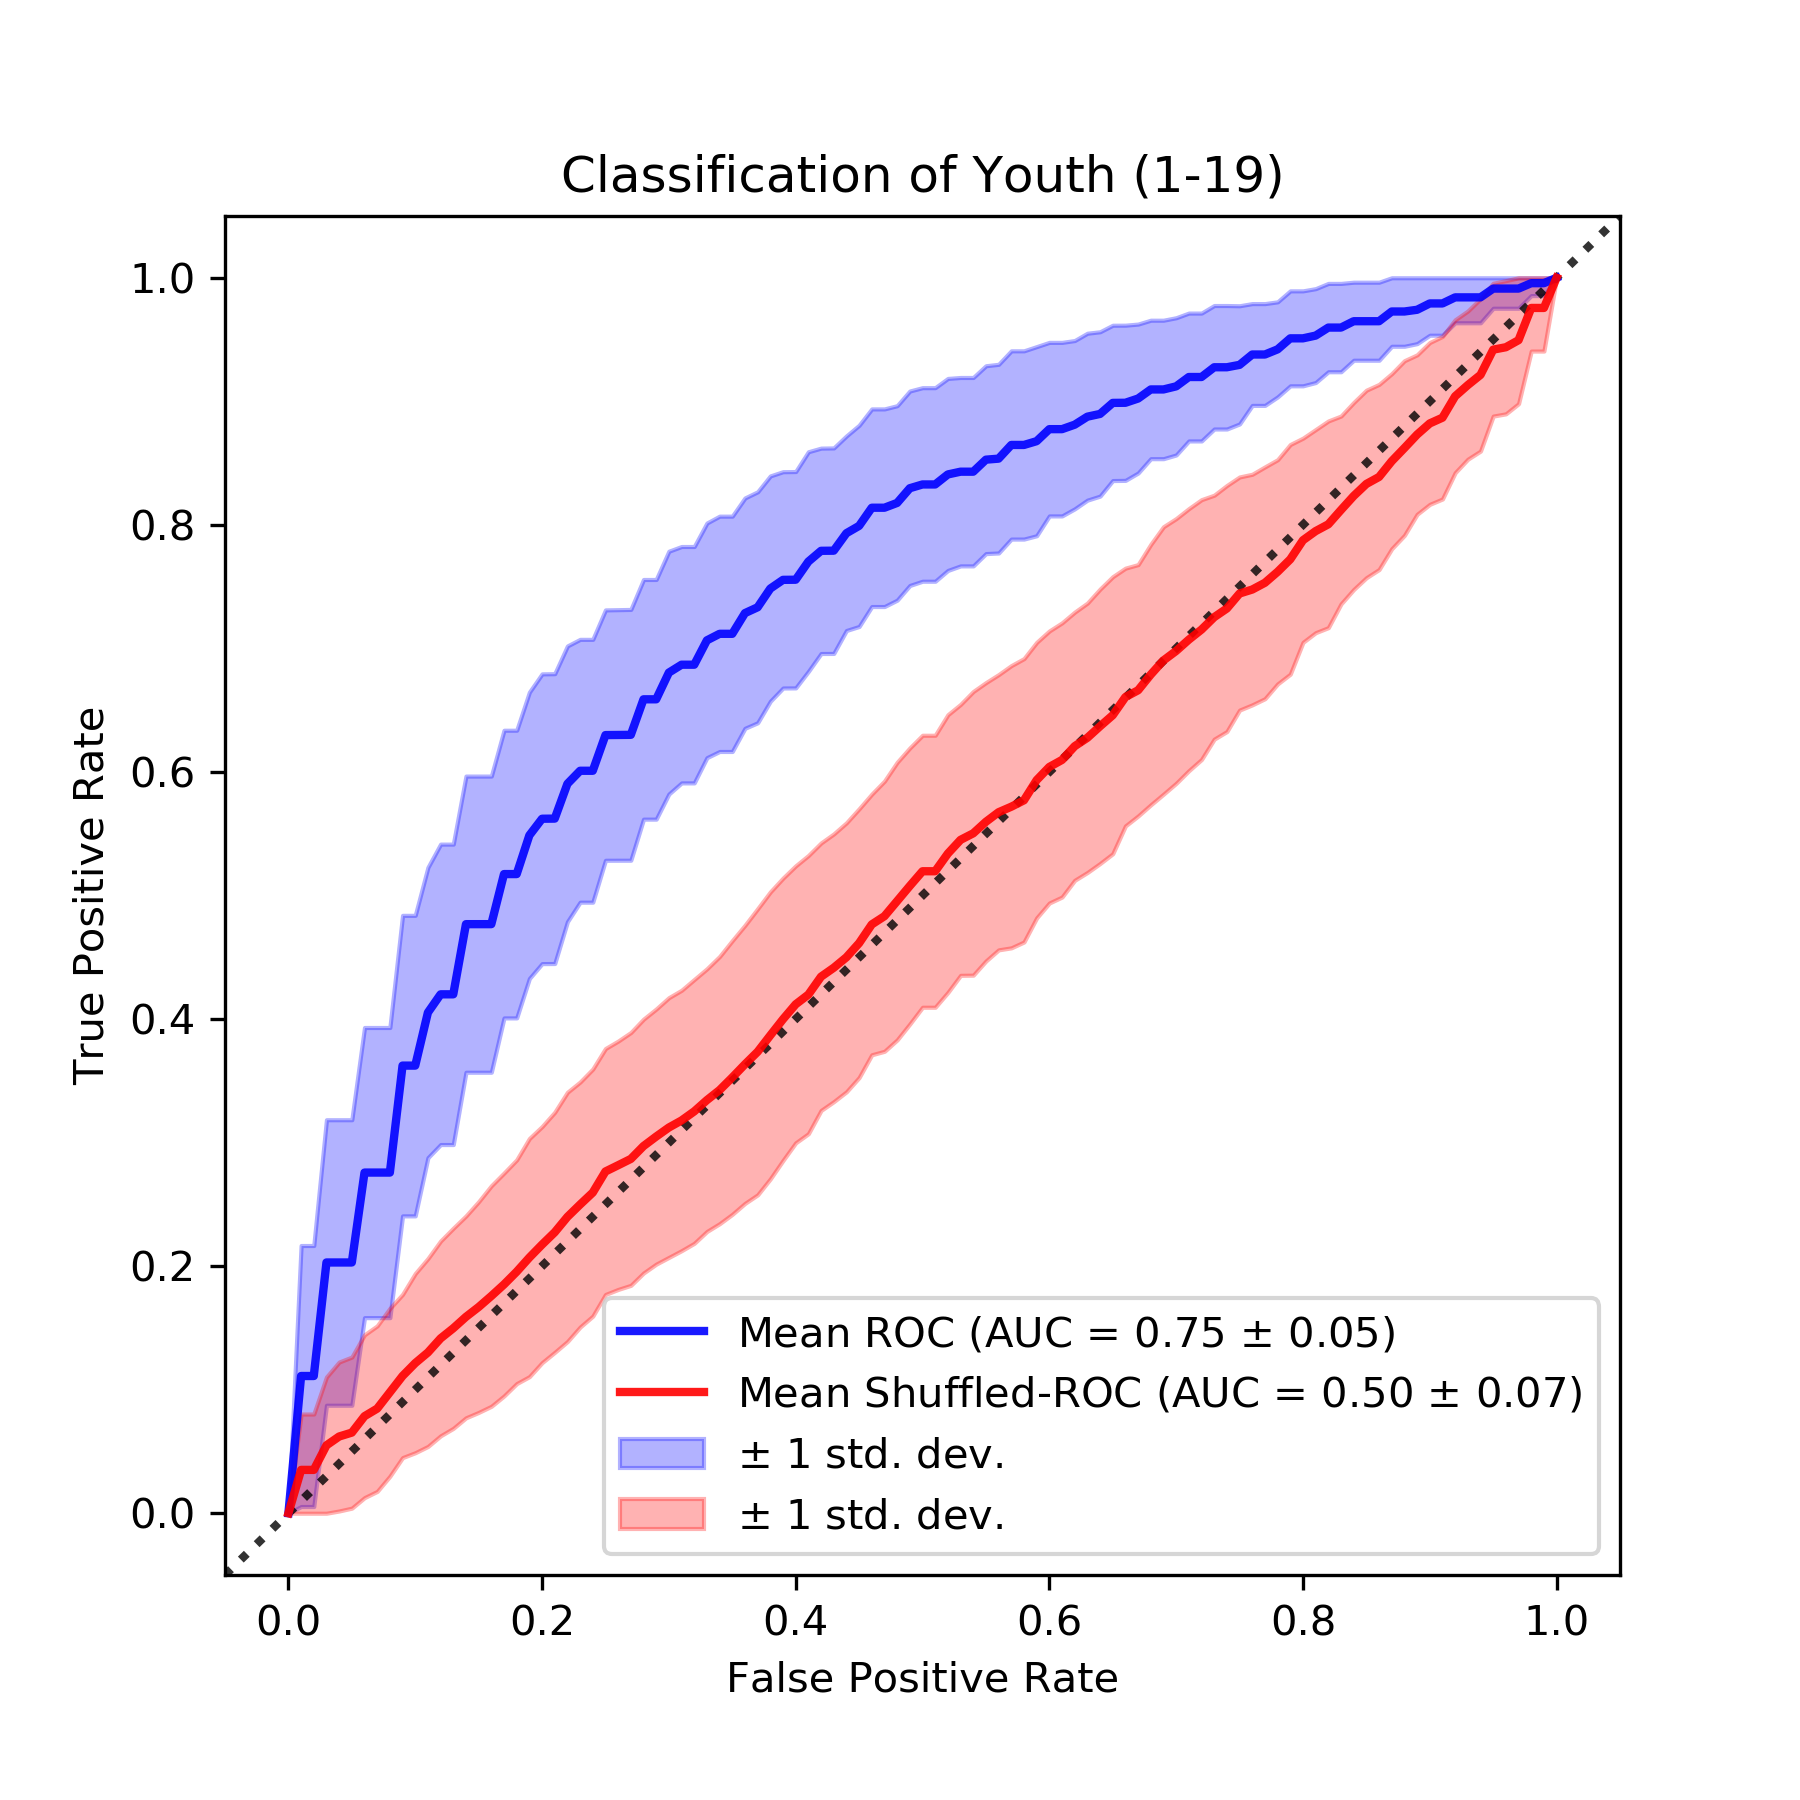 Classification of Youth (1-19)
1.0
0.8
0.6
0.4
0.2
0.0
True Positive Rate
Mean ROC (AUC = 0.75 ± 0.05)
Mean Shuffled-ROC (AUC = 0.50 ± 0.07)
± 1 std. dev.
± 1 std. dev.
0.0 0.2 0.4 0.6 0.8 1.0
False Positive Rate